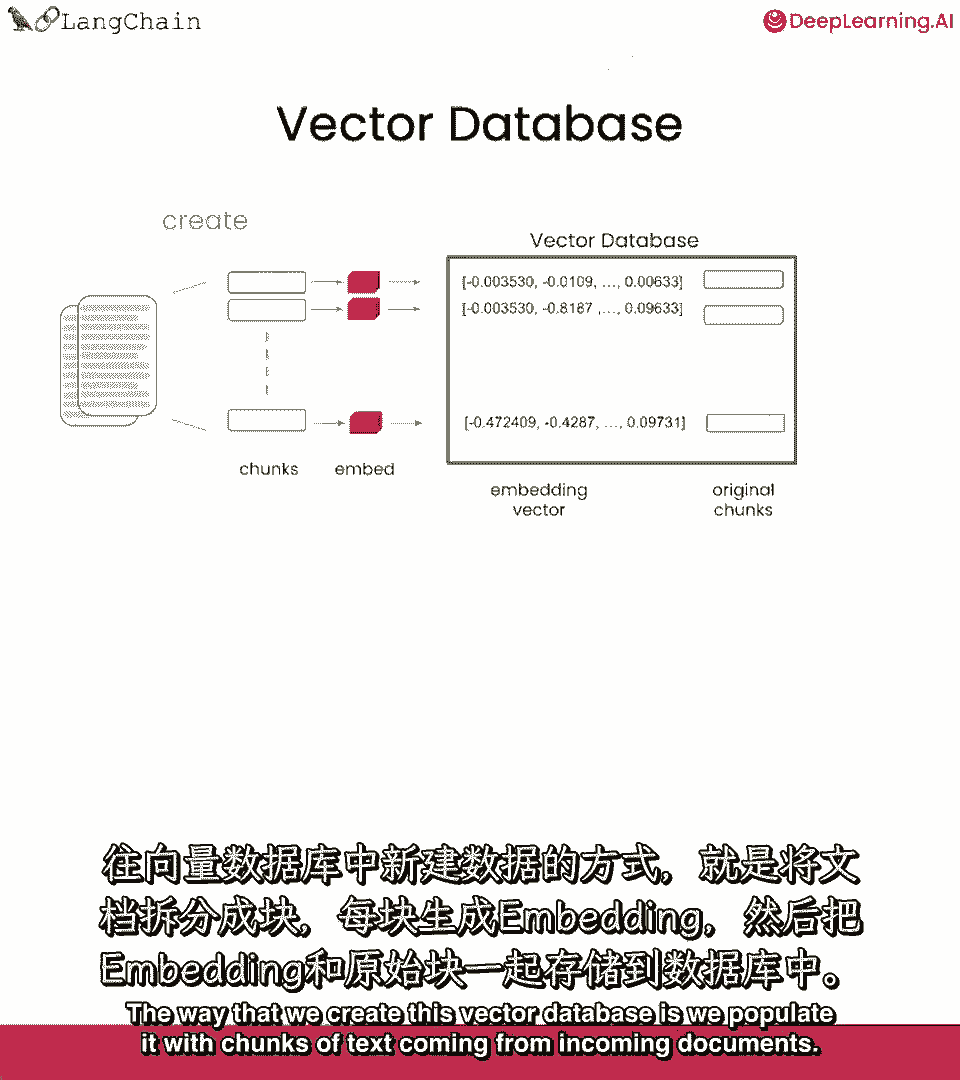 LangChain
DeepLearning.AI
Vector Database
create
Vector Database
[-0.003530, -0.0109, ..., 0.00633]
[-0.003530, -0.8187 ,..., 0.09633]
[-0.472409, -0.4287, ..., 0.09731]
chunks
embed
embedding
vector
original
chunks
往向量数据库中新建数据的方式，就是将文
档拆分成块，每块生成Embedding，然后把
Embedding和原始块一起存储到数据库中。
The way that we create this vector database is we populate
it with chunks of text coming from incoming documents.